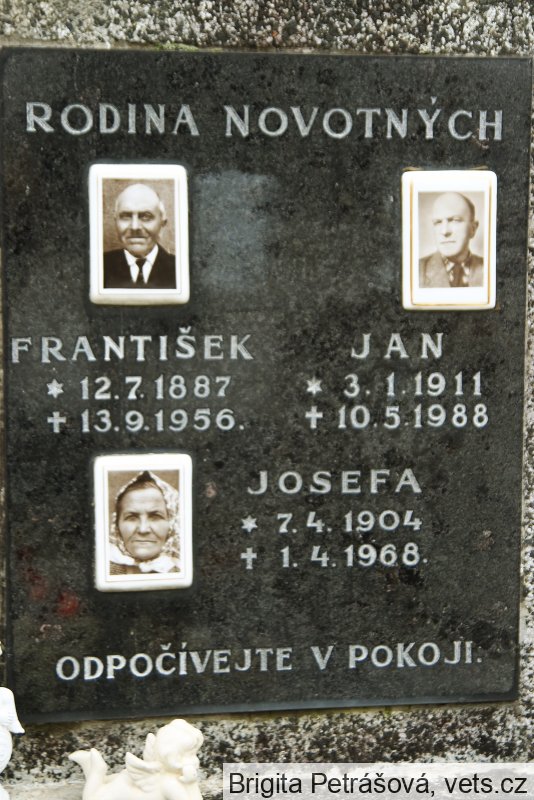 RODINA NOVOTNÝCH
FRANTIŠEK
* 12.7.1887
✝ 13.9.1956.
JAN
* 3.1.1911
✝ 10.5.1988
JOSEFA
* 7.4.1904
✝ 1.4.1968.
ODPOČÍVEJTE V POKOJI.
Brigita Petrášová, vets.cz